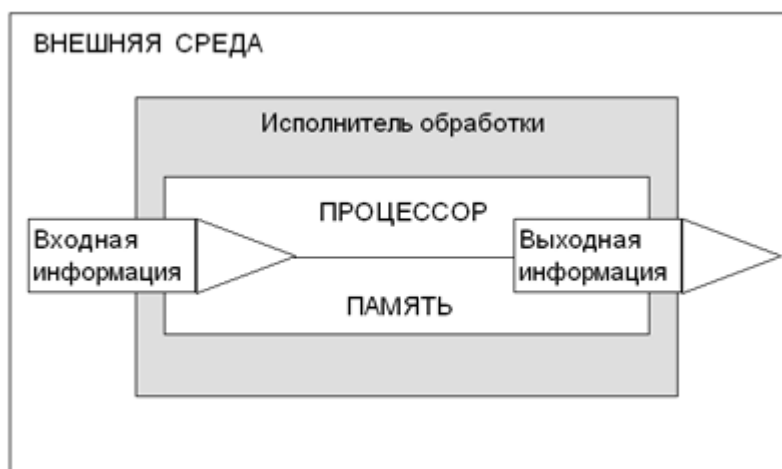 ВНЕШНЯЯ СРЕДА
Исполнитель обработки
ПРОЦЕССОР
Входная
информация
Выходная
информация
ПАМЯТЬ